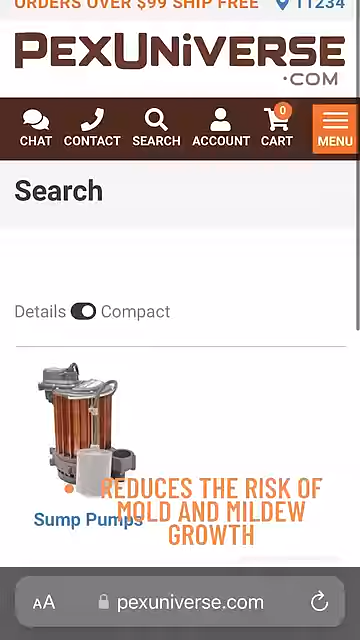 ORDERS OVER $99 SHIP FREE 11234
PEXUNIVERSE
.COM
0
CHAT CONTACT SEARCH ACCOUNT CART MENU
Search
Details Compact
• REDUCES THE RISK OF
MOLD AND MILDEW
GROWTH
Sump Pumps
AA pexuniverse.com